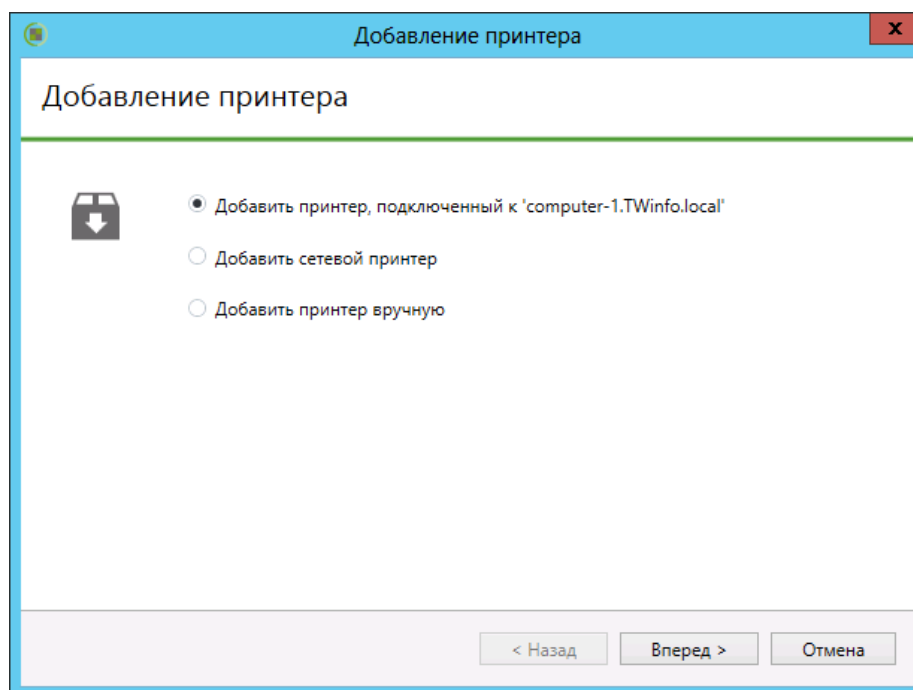 Добавление принтера
x
Добавление принтера
Добавить принтер, подключенный к 'computer-1.TWinfo.local'
Добавить сетевой принтер
Добавить принтер вручную
< Назад
Вперед >
Отмена